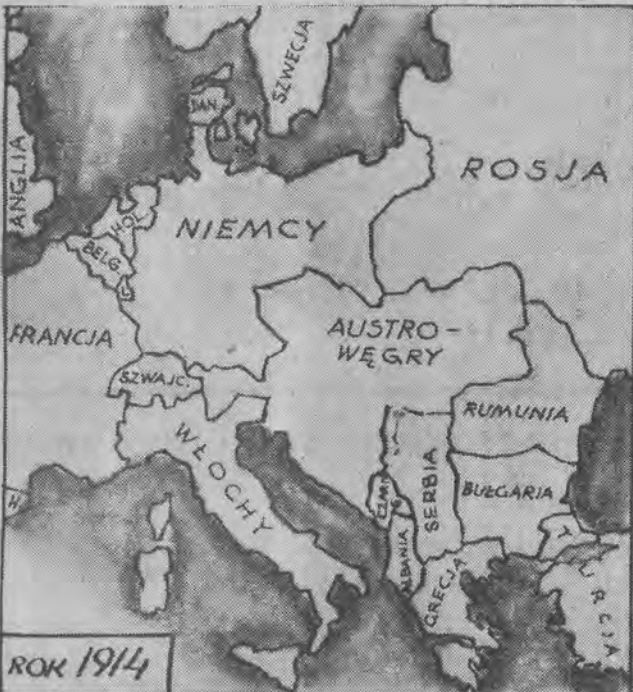 SZWECJA
DAN.
ANGLIA
ROSJA
HOL.
NIEMCY
BELG.
FRANCJA
AUSTRO-
WĘGRY
SZWAJC.
RUMUNIA
WŁOCHY
CZARN.
SERBIA
BUŁGARIA
H
ALBANIA
GRECJA
TURCJA
ROK 1914